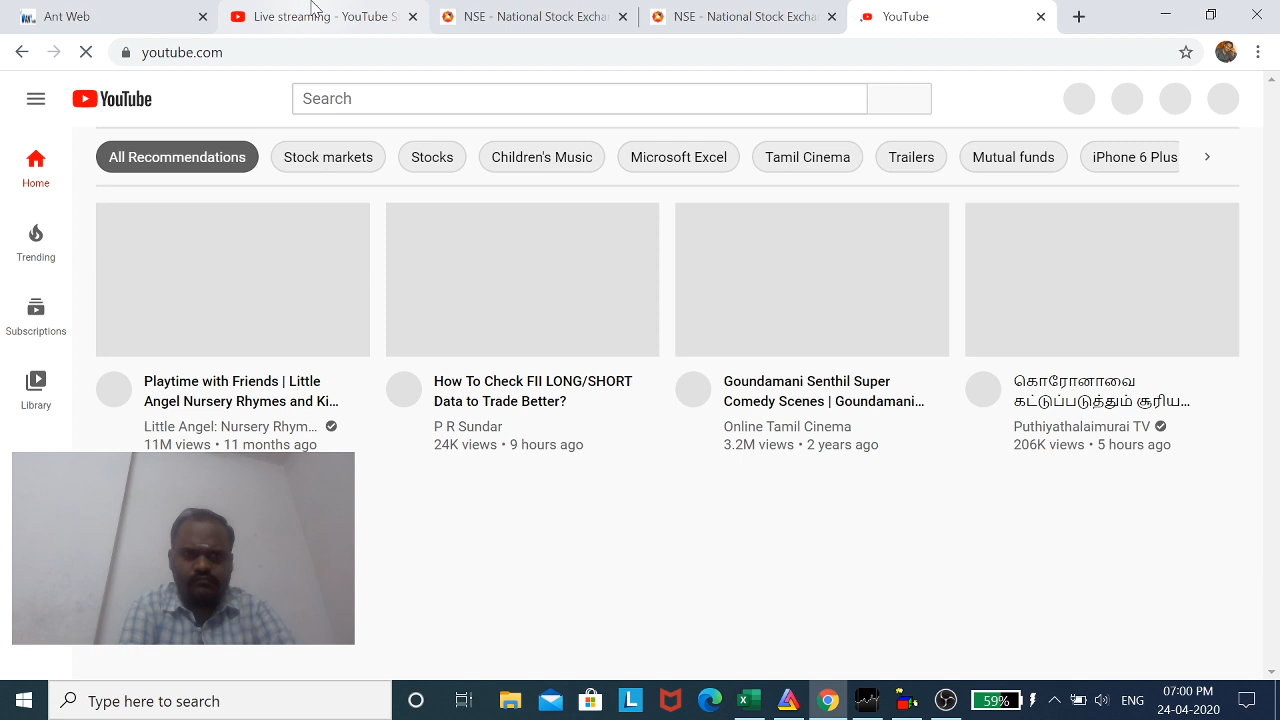 Ant Web
Live streaming - YouTube S
NSE - National Stock Exchan
NSE - National Stock Exchan
YouTube
youtube.com
YouTube
Search
All Recommendations
Stock markets
Stocks
Children's Music
Microsoft Excel
Tamil Cinema
Trailers
Mutual funds
iPhone 6 Plus
Home
Trending
Subscriptions
Library
Playtime with Friends | Little
Angel Nursery Rhymes and Ki...
Little Angel: Nursery Rhym...
11M views • 11 months ago
How To Check FII LONG/SHORT
Data to Trade Better?
P R Sundar
24K views • 9 hours ago
Goundamani Senthil Super
Comedy Scenes | Goundamani...
Online Tamil Cinema
3.2M views • 2 years ago
கொரோனாவை
கட்டுப்படுத்தும் சூரிய...
Puthiyathalaimurai TV
206K views • 5 hours ago
Type here to search
59%
ENG
07:00 PM
24-04-2020